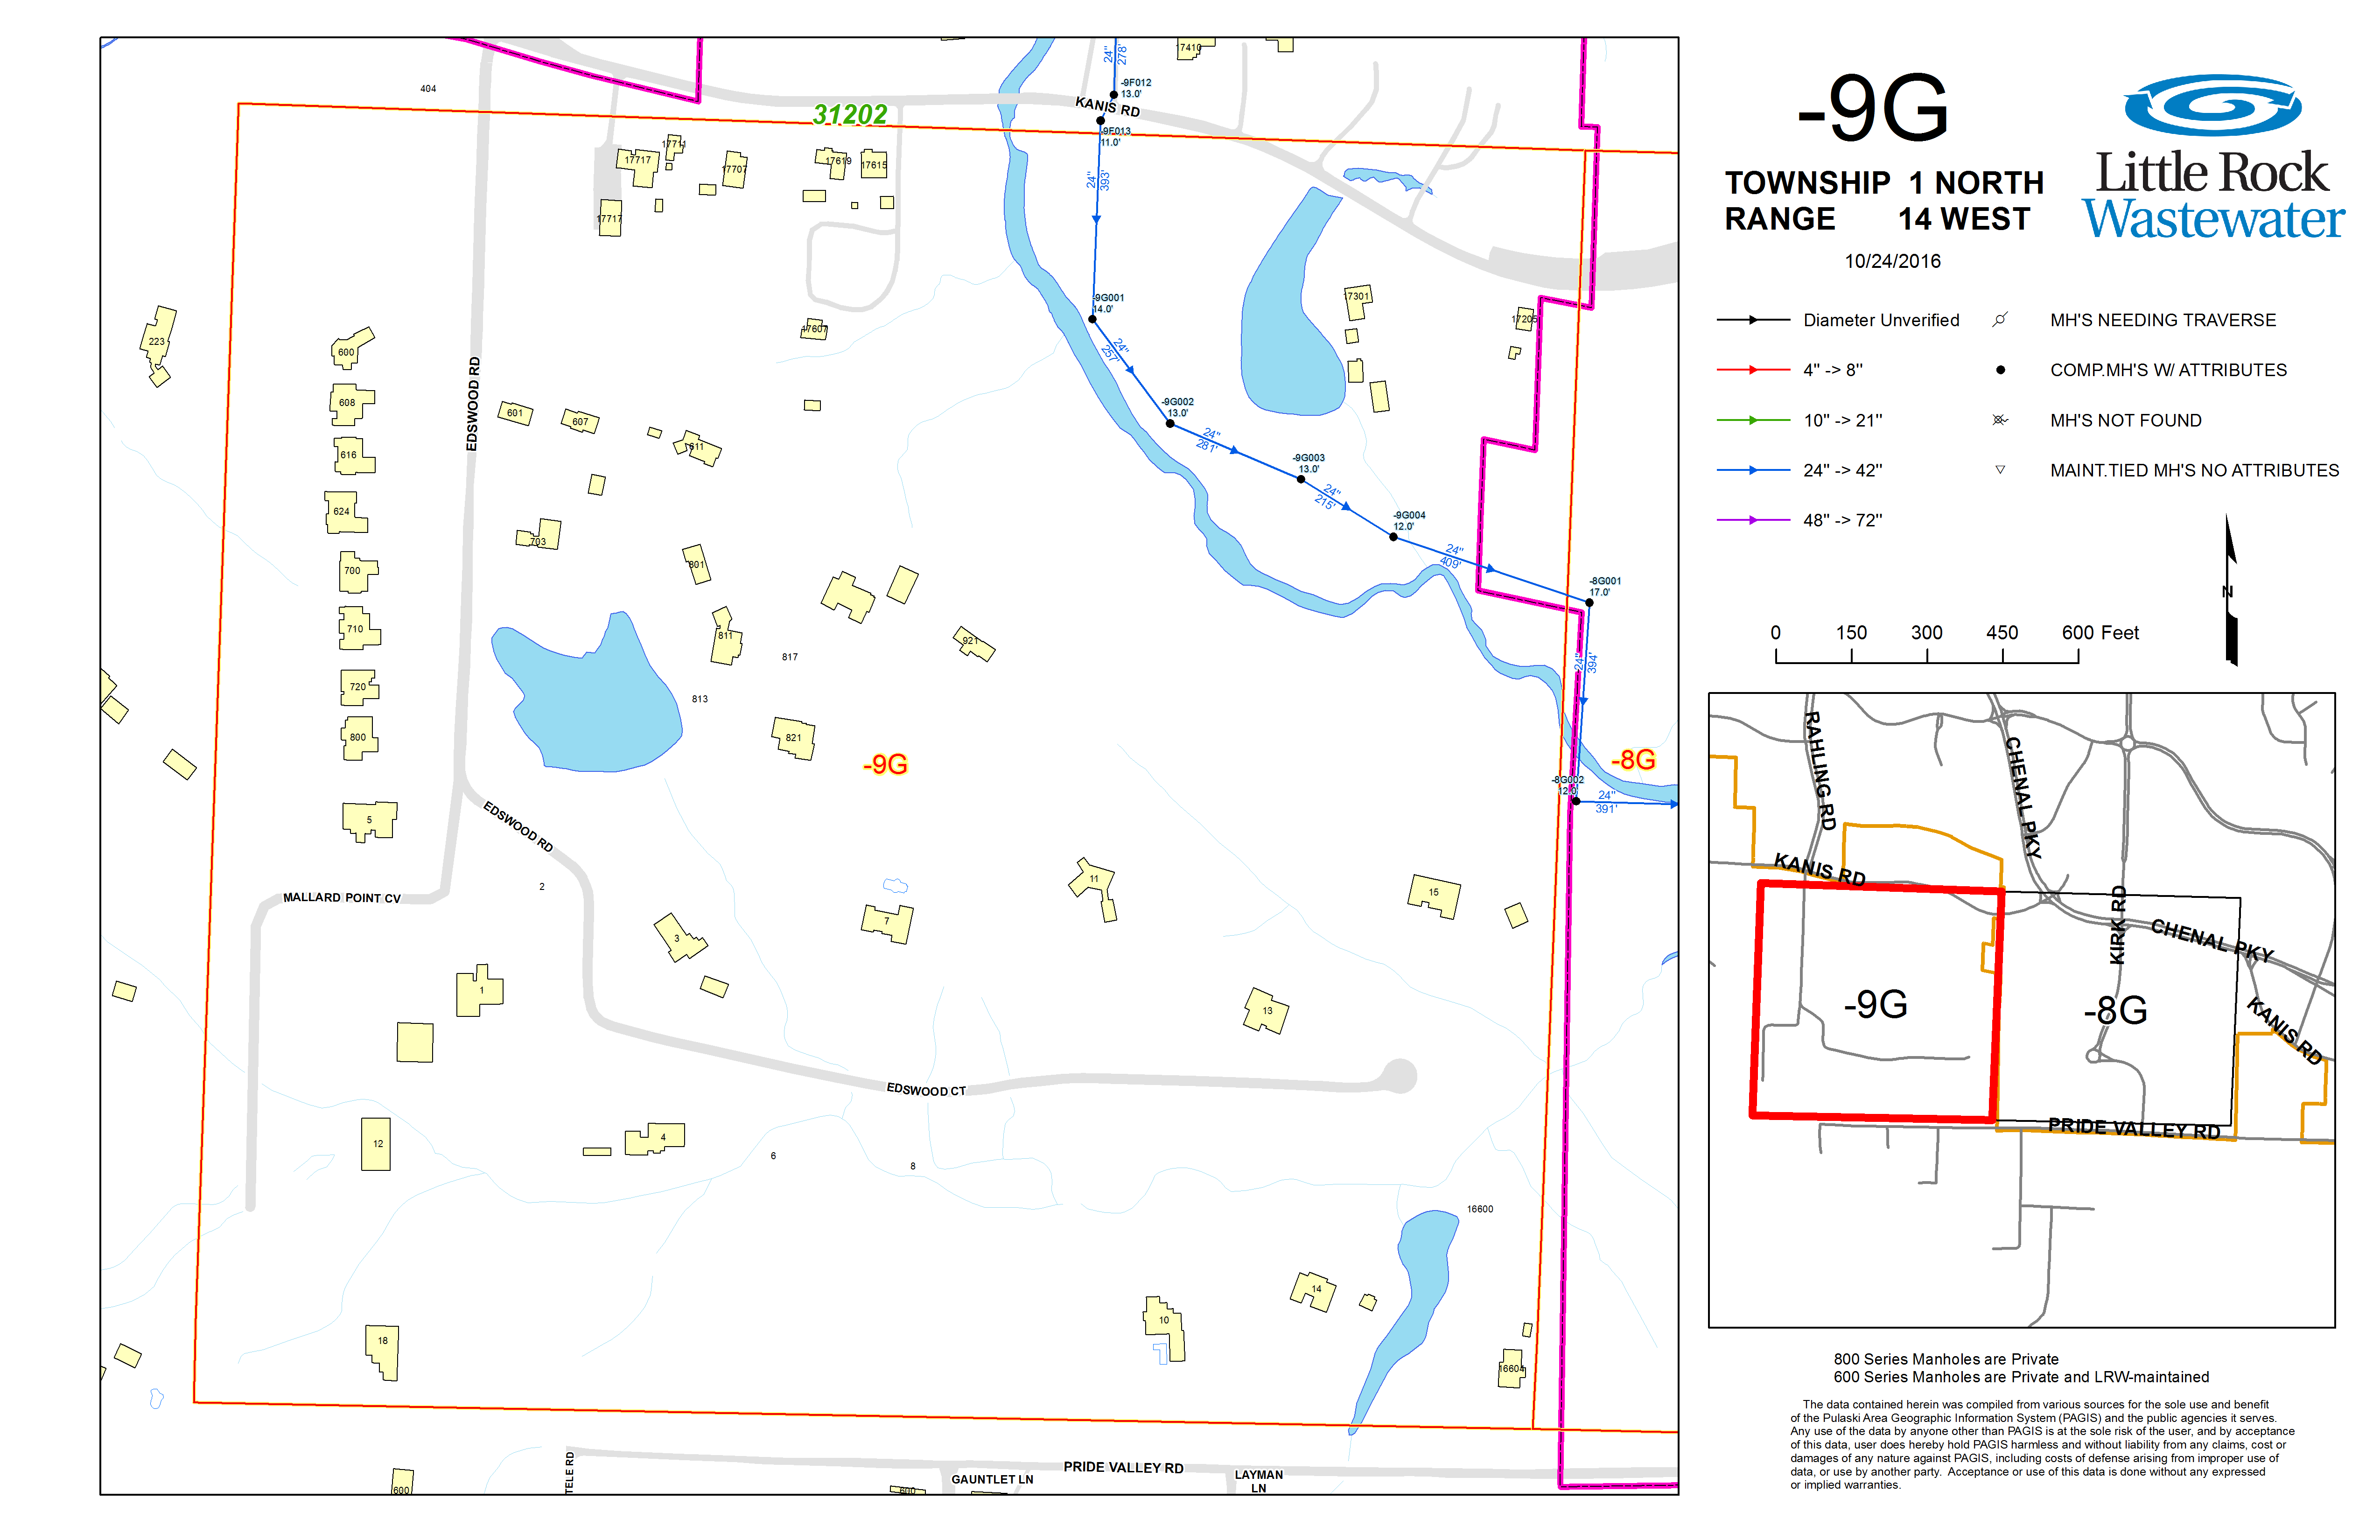 -9G
TOWNSHIP 1 NORTH
RANGE 14 WEST
10/24/2016
Little Rock
Wastewater
Diameter Unverified
4" -> 8"
10" -> 21"
24" -> 42"
48" -> 72"
MH'S NEEDING TRAVERSE
COMP.MH'S W/ ATTRIBUTES
MH'S NOT FOUND
MAINT.TIED MH'S NO ATTRIBUTES
N
0 150 300 450 600 Feet
RAHLING RD
CHENAL PKY
KANIS RD
KIRK RD
CHENAL PKY
KANIS RD
-9G
-8G
PRIDE VALLEY RD
800 Series Manholes are Private
600 Series Manholes are Private and LRW-maintained
The data contained herein was compiled from various sources for the sole use and benefit
of the Pulaski Area Geographic Information System (PAGIS) and the public agencies it serves.
Any use of the data by anyone other than PAGIS is at the sole risk of the user, and by acceptance
of this data, user does hereby hold PAGIS harmless and without liability from any claims, cost or
damages of any nature against PAGIS, including costs of defense arising from improper use of
data, or use by another party. Acceptance or use of this data is done without any expressed
or implied warranties.
404
31202
KANIS RD
17410
24"
278'
-9F012
13.0'
-9F013
11.0'
24"
393'
17717
17711
17707
17619
17615
17717
-9G001
14.0'
17301
17205
17607
223
600
608
616
624
700
710
720
800
5
EDSWOOD RD
601
607
611
703
801
811
817
813
821
921
24"
257'
-9G002
13.0'
24"
281'
-9G003
13.0'
24"
215'
-9G004
12.0'
24"
409'
-8G001
17.0'
24"
394'
-9G
-8G
-8G002
12.0'
24"
391'
EDSWOOD RD
MALLARD POINT CV
2
3
7
11
15
1
13
EDSWOOD CT
12
4
6
8
16600
14
10
18
16604
TELE RD
PRIDE VALLEY RD
GAUNTLET LN
LAYMAN
LN
600
600